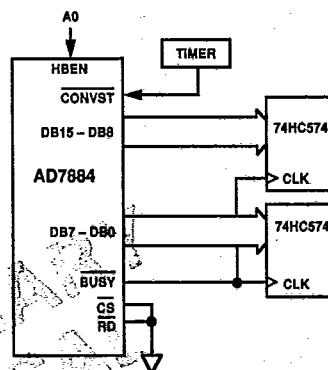 A0
HBEN
TIMER
CONVST
DB15 – DB8
74HC574
AD7884
CLK
DB7 – DB0
74HC574
BUSY
CLK
CS
RD